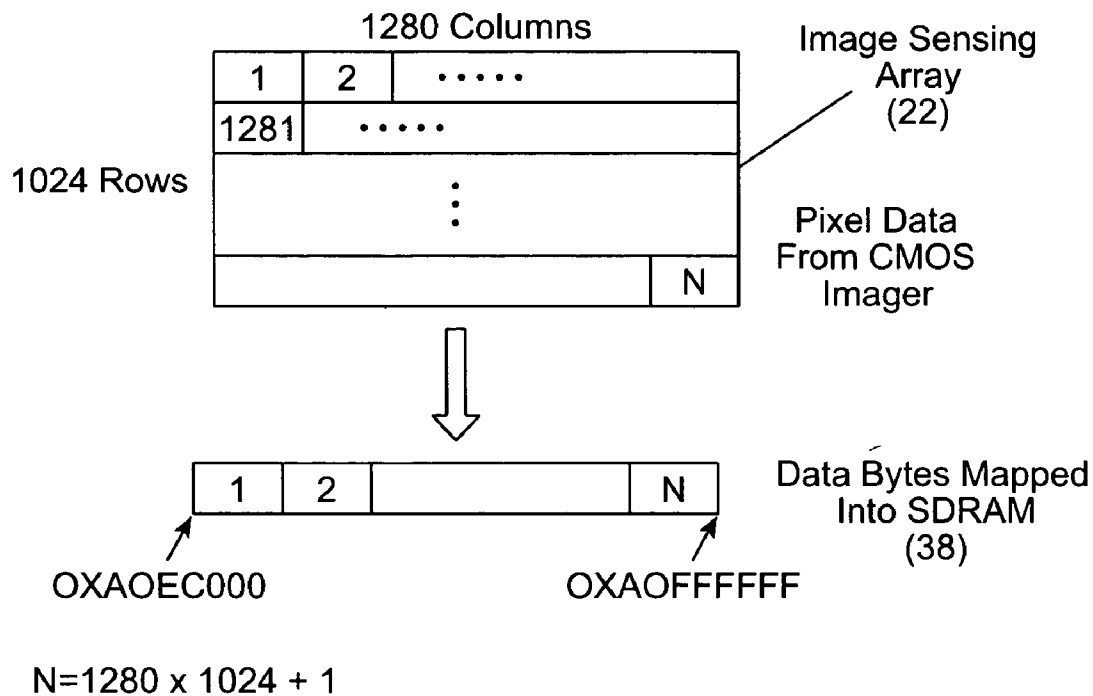 1280 Columns
Image Sensing
Array
(22)
1 2 .....
1281 .....
1024 Rows
Pixel Data
From CMOS
Imager
N
1 2 N
Data Bytes Mapped
Into SDRAM
(38)
OXAOEC000
OXAOFFFFFF
N=1280 x 1024 + 1